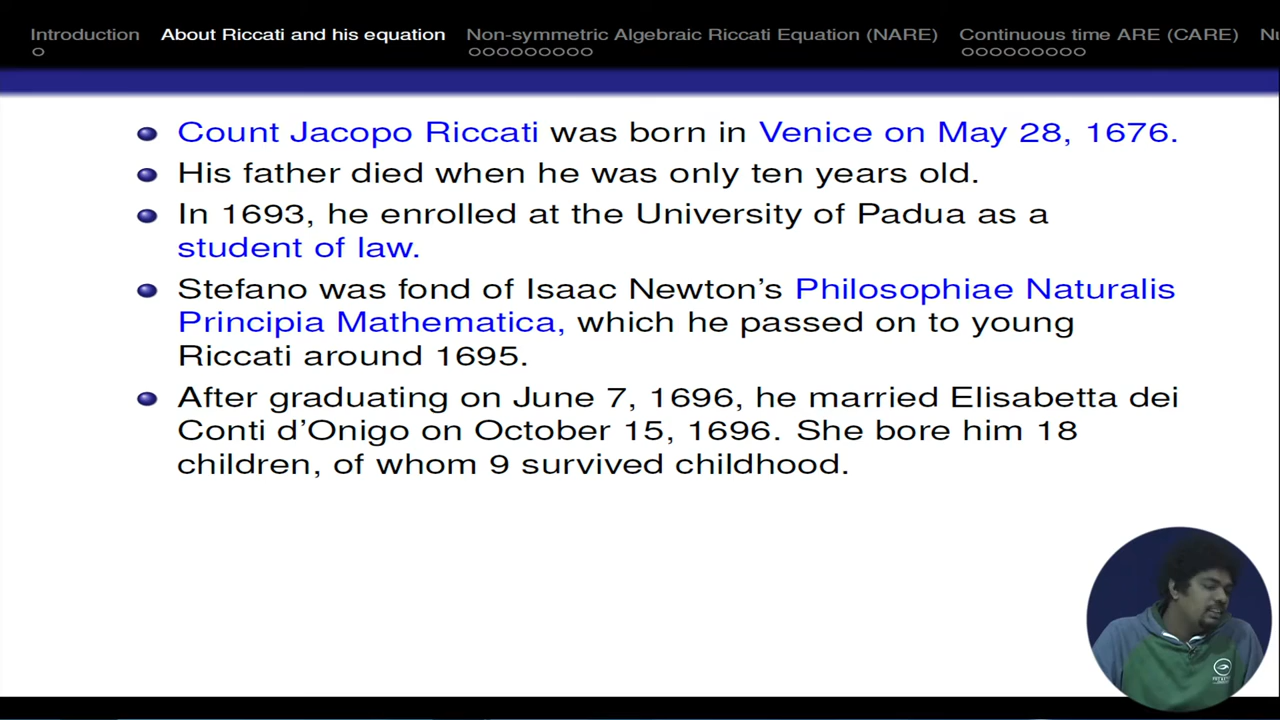 Introduction About Riccati and his equation Non-symmetric Algebraic Riccati Equation (NARE) Continuous time ARE (CARE) Nu
Count Jacopo Riccati was born in Venice on May 28, 1676.
His father died when he was only ten years old.
In 1693, he enrolled at the University of Padua as a
student of law.
Stefano was fond of Isaac Newton’s Philosophiae Naturalis
Principia Mathematica, which he passed on to young
Riccati around 1695.
After graduating on June 7, 1696, he married Elisabetta dei
Conti d’Onigo on October 15, 1696. She bore him 18
children, of whom 9 survived childhood.